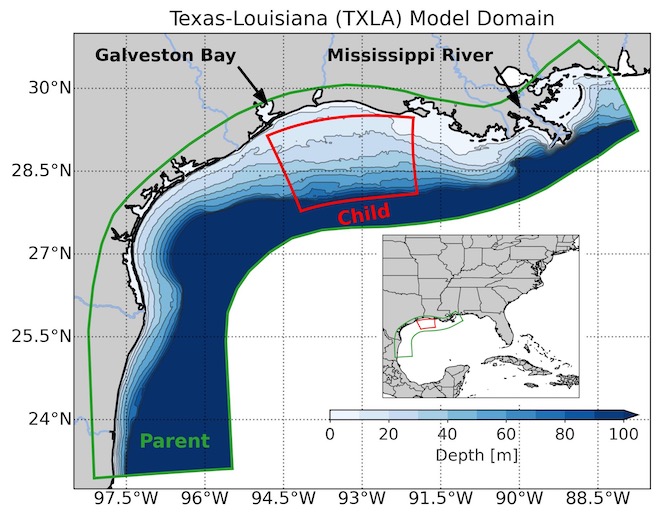 Texas-Louisiana (TXLA) Model Domain
Galveston Bay
Mississippi River
30°N
28.5°N
27°N
25.5°N
24°N
Child
Parent
0 20 40 60 80 100
Depth [m]
97.5°W 96°W 94.5°W 93°W 91.5°W 90°W 88.5°W